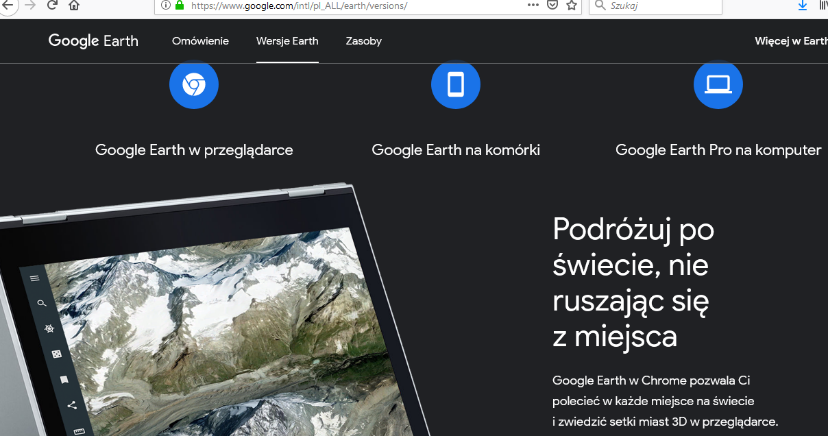 https://www.google.com/intl/pl_ALL/earth/versions/
Szukaj
Google Earth
Omówienie
Wersje Earth
Zasoby
Więcej w Earth
Google Earth w przeglądarce
Google Earth na komórki
Google Earth Pro na komputer
Podróżuj po
świecie, nie
ruszając się
z miejsca
Google Earth w Chrome pozwala Ci
polecieć w każde miejsce na świecie
i zwiedzić setki miast 3D w przeglądarce.